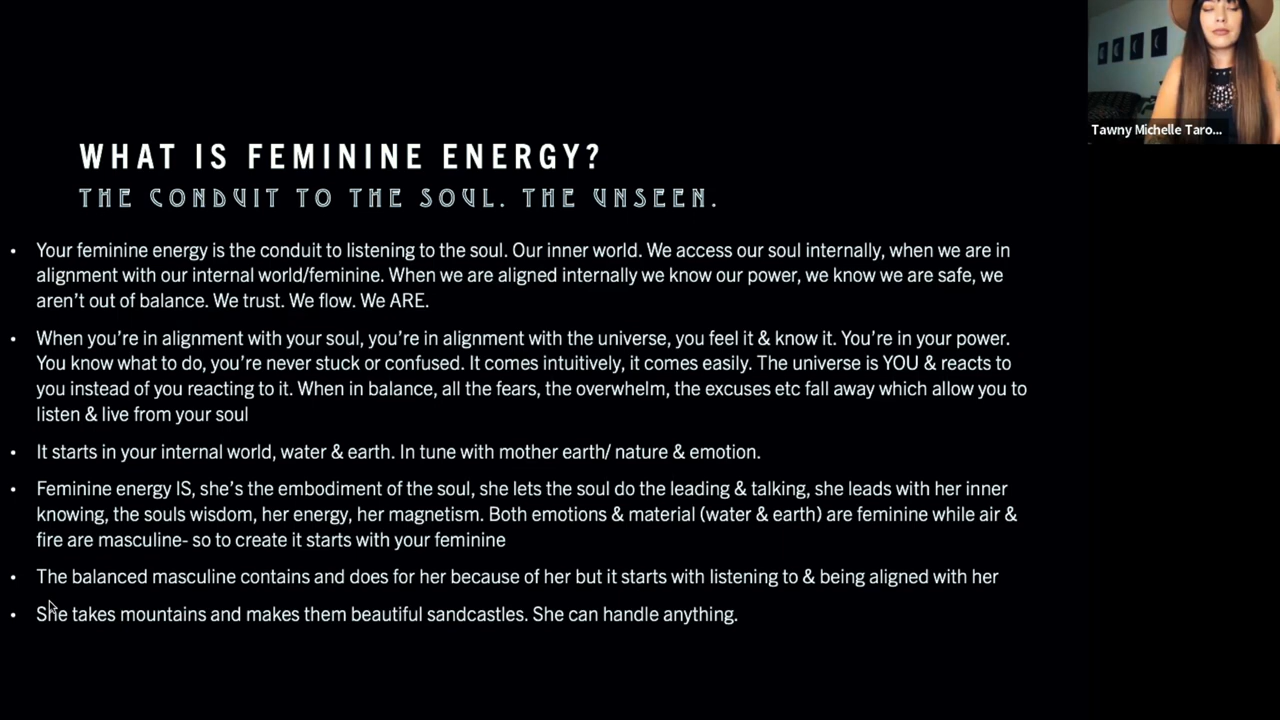 Tawny Michelle Taro...
WHAT IS FEMININE ENERGY?
THE CONDUIT TO THE SOUL. THE UNSEEN.
• Your feminine energy is the conduit to listening to the soul. Our inner world. We access our soul internally, when we are in
alignment with our internal world/feminine. When we are aligned internally we know our power, we know we are safe, we
aren't out of balance. We trust. We flow. We ARE.
• When you're in alignment with your soul, you're in alignment with the universe, you feel it & know it. You're in your power.
You know what to do, you're never stuck or confused. It comes intuitively, it comes easily. The universe is YOU & reacts to
you instead of you reacting to it. When in balance, all the fears, the overwhelm, the excuses etc fall away which allow you to
listen & live from your soul
• It starts in your internal world, water & earth. In tune with mother earth/ nature & emotion.
• Feminine energy IS, she's the embodiment of the soul, she lets the soul do the leading & talking, she leads with her inner
knowing, the souls wisdom, her energy, her magnetism. Both emotions & material (water & earth) are feminine while air &
fire are masculine- so to create it starts with your feminine
• The balanced masculine contains and does for her because of her but it starts with listening to & being aligned with her
• She takes mountains and makes them beautiful sandcastles. She can handle anything.